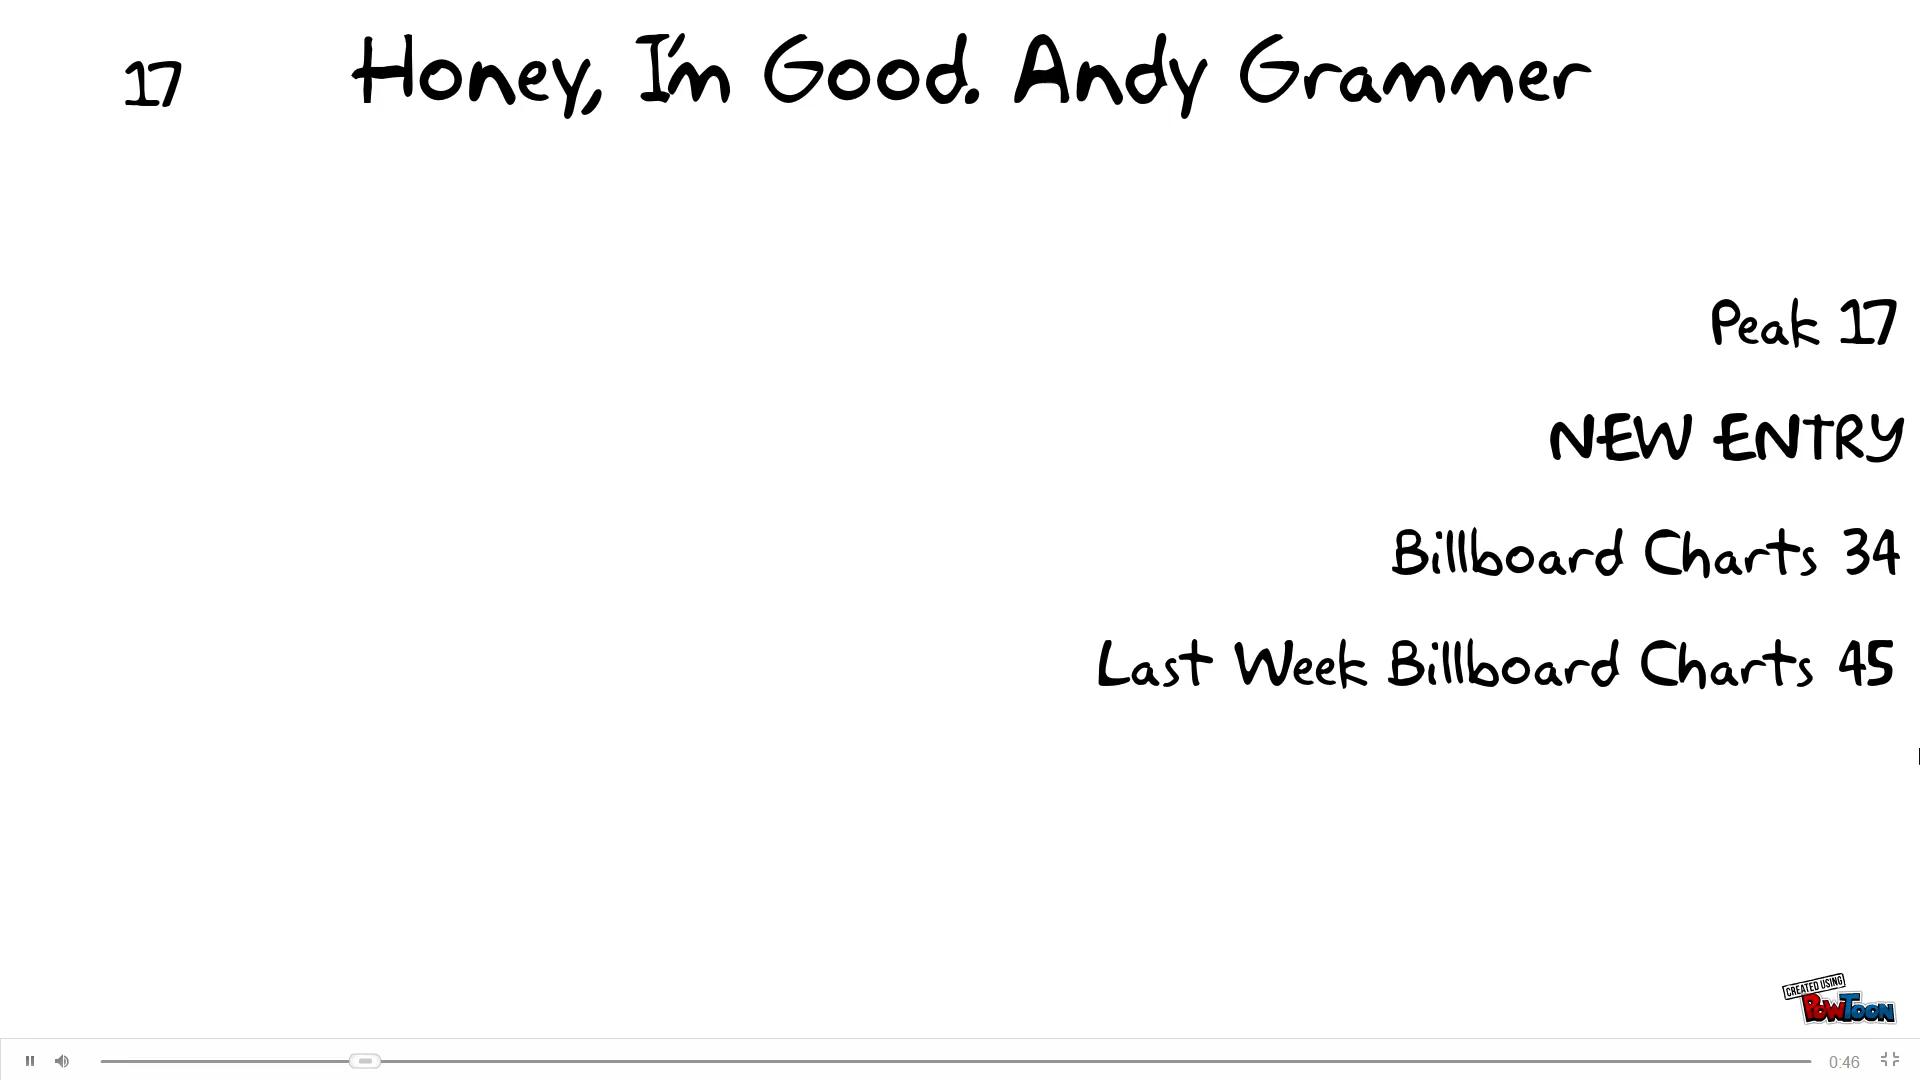 17 Honey, I'm Good. Andy Grammer
Peak 17
NEW ENTRY
Billboard Charts 34
Last Week Billboard Charts 45
CREATED USING
POWTOON
0:46